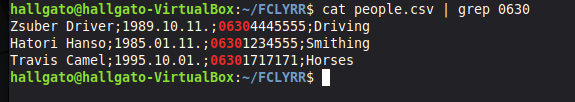 hallgato@hallgato-VirtualBox:~/FCLYRR$ cat people.csv | grep 0630
Zsuber Driver;1989.10.11.;06304445555;Driving
Hatori Hanso;1985.01.11.;06301234555;Smithing
Travis Camel;1995.10.01.;06301717171;Horses
hallgato@hallgato-VirtualBox:~/FCLYRR$